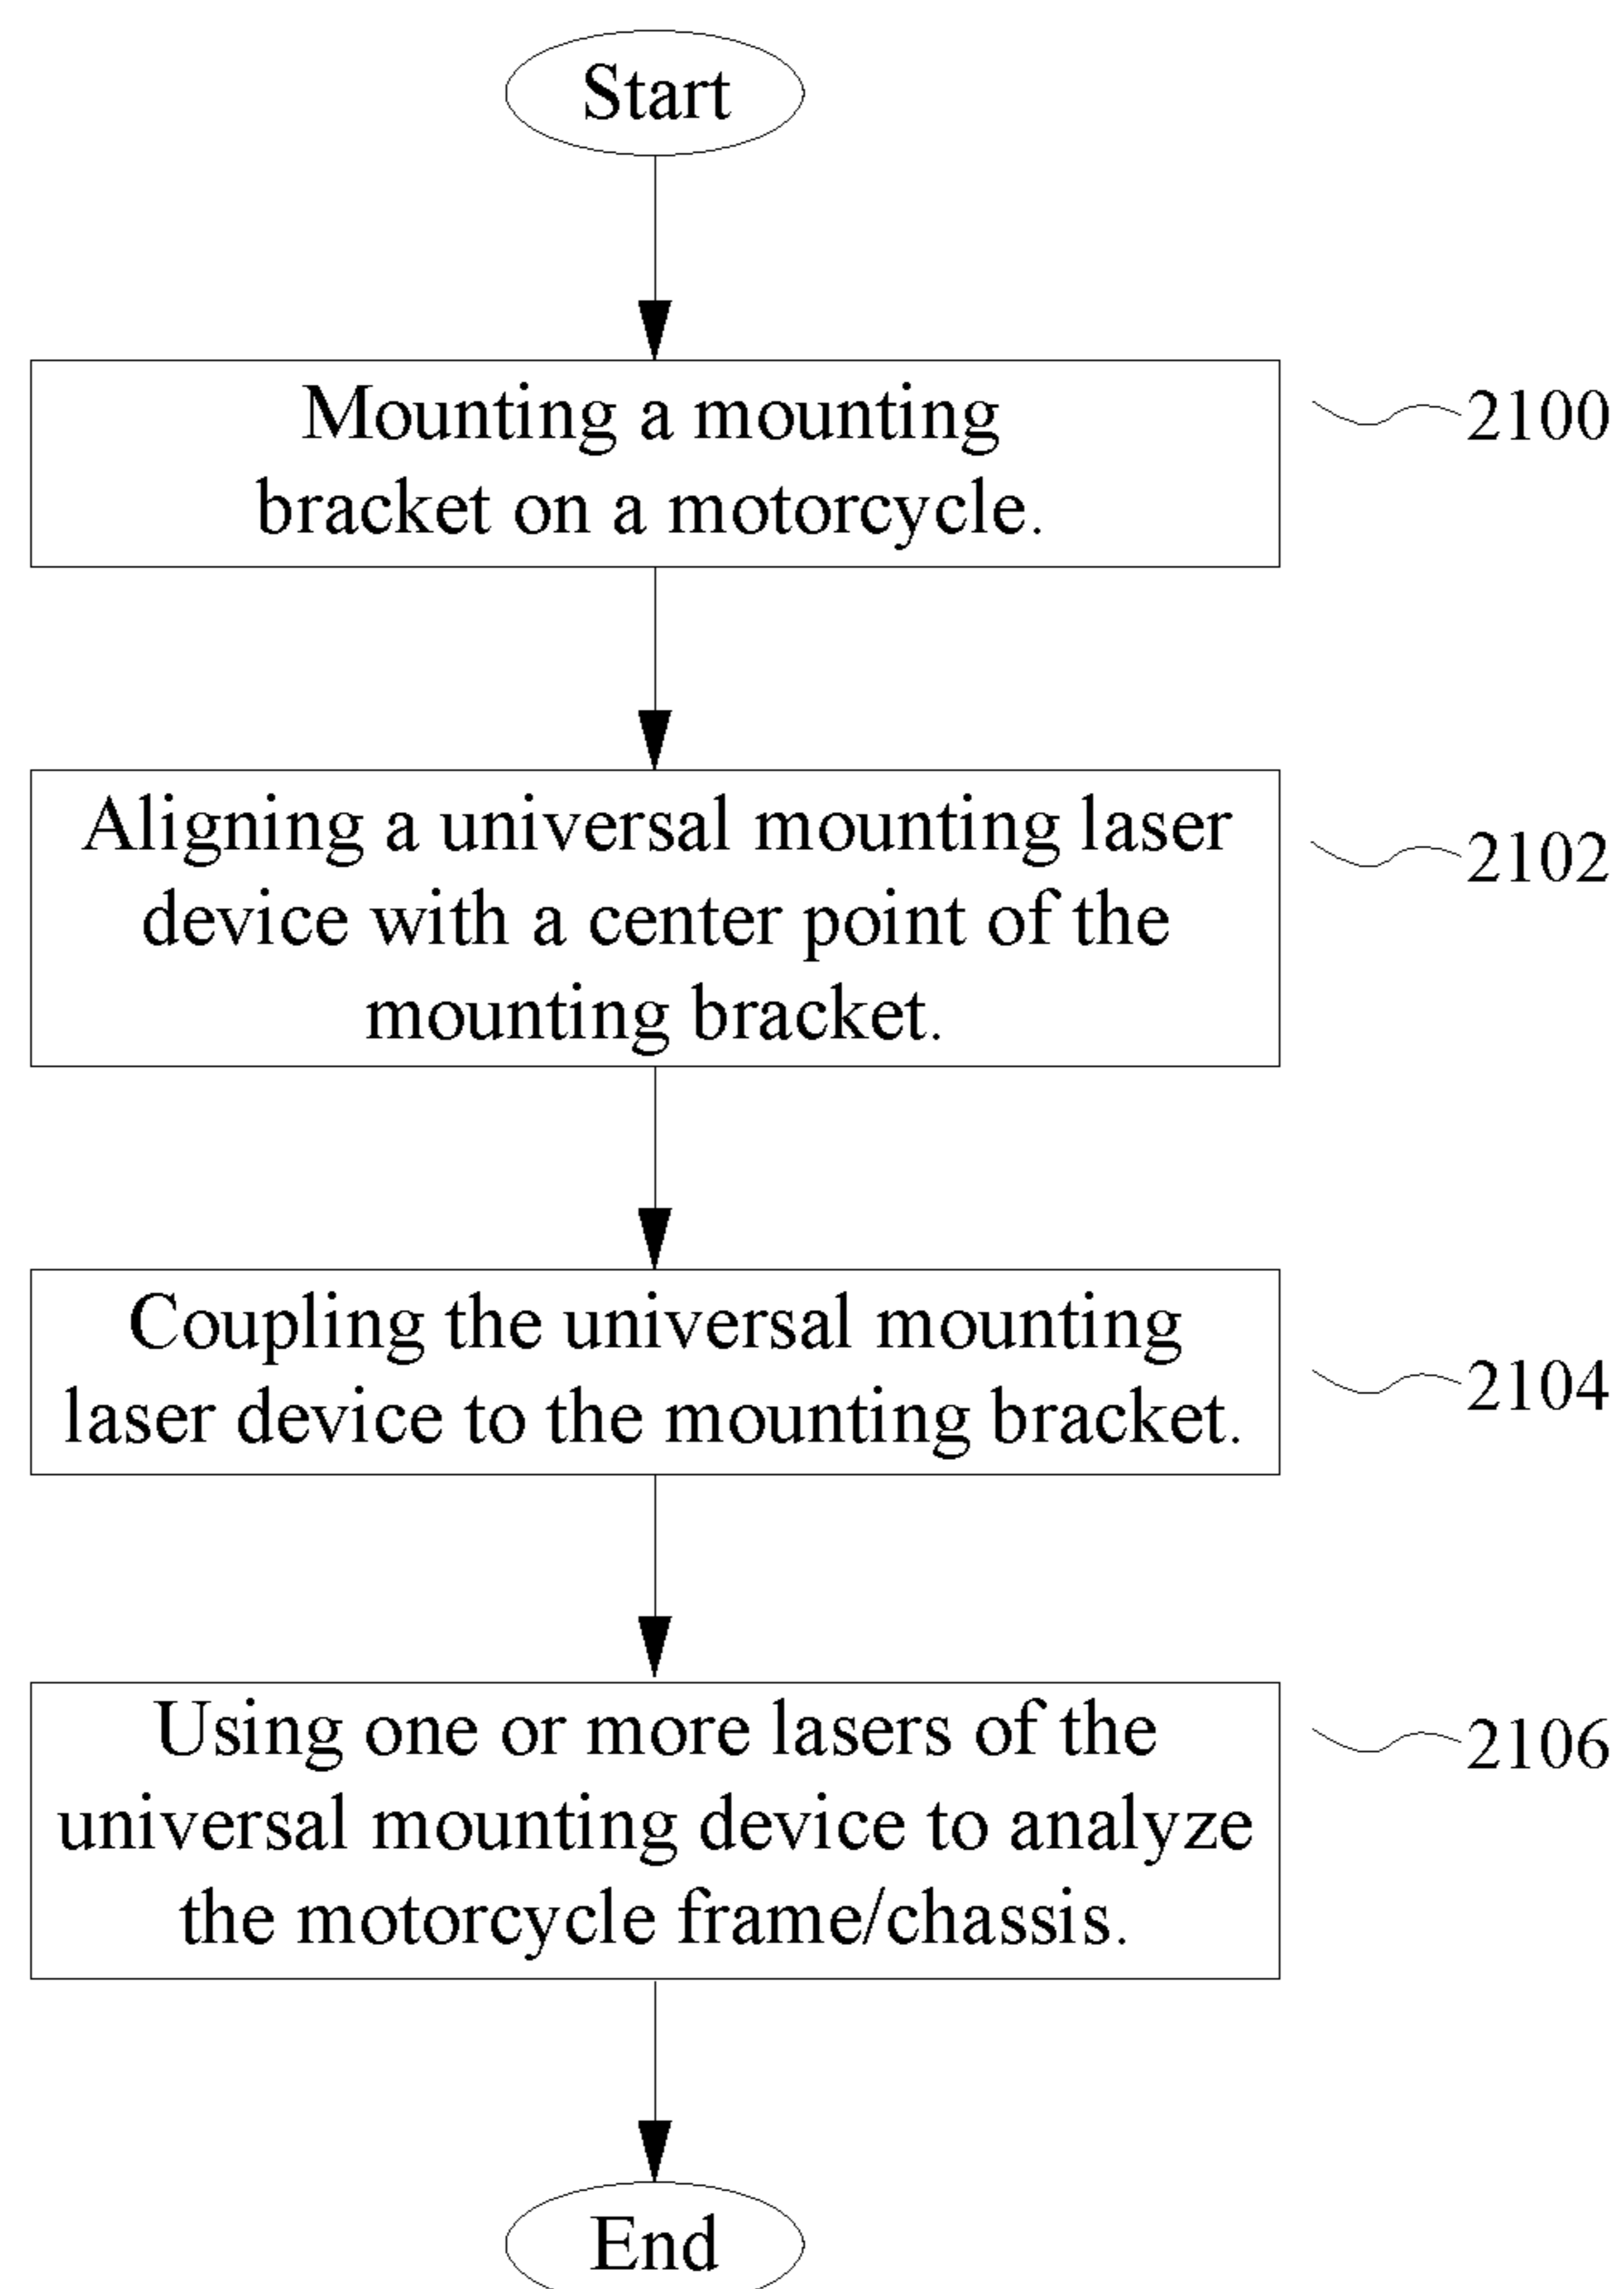 Start
Mounting a mounting
bracket on a motorcycle.
2100
Aligning a universal mounting laser
device with a center point of the
mounting bracket.
2102
Coupling the universal mounting
laser device to the mounting bracket.
2104
Using one or more lasers of the
universal mounting device to analyze
the motorcycle frame/chassis.
2106
End